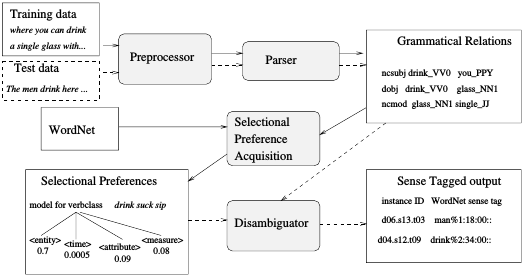 Training data
where you can drink
a single glass with...
Test data
The men drink here ...
Preprocessor
Parser
Grammatical Relations
ncsubj drink_VV0 you_PPY
dobj drink_VV0 glass_NN1
ncmod glass_NN1 single_JJ
WordNet
Selectional
Preference
Acquisition
Selectional Preferences
model for verbclass drink suck sip
<entity> <time> <attribute> <measure>
0.7 0.0005 0.09 0.08
Disambiguator
Sense Tagged output
instance ID WordNet sense tag
d06.s13.t03 man%1:18:00::
d04.s12.t09 drink%2:34:00::